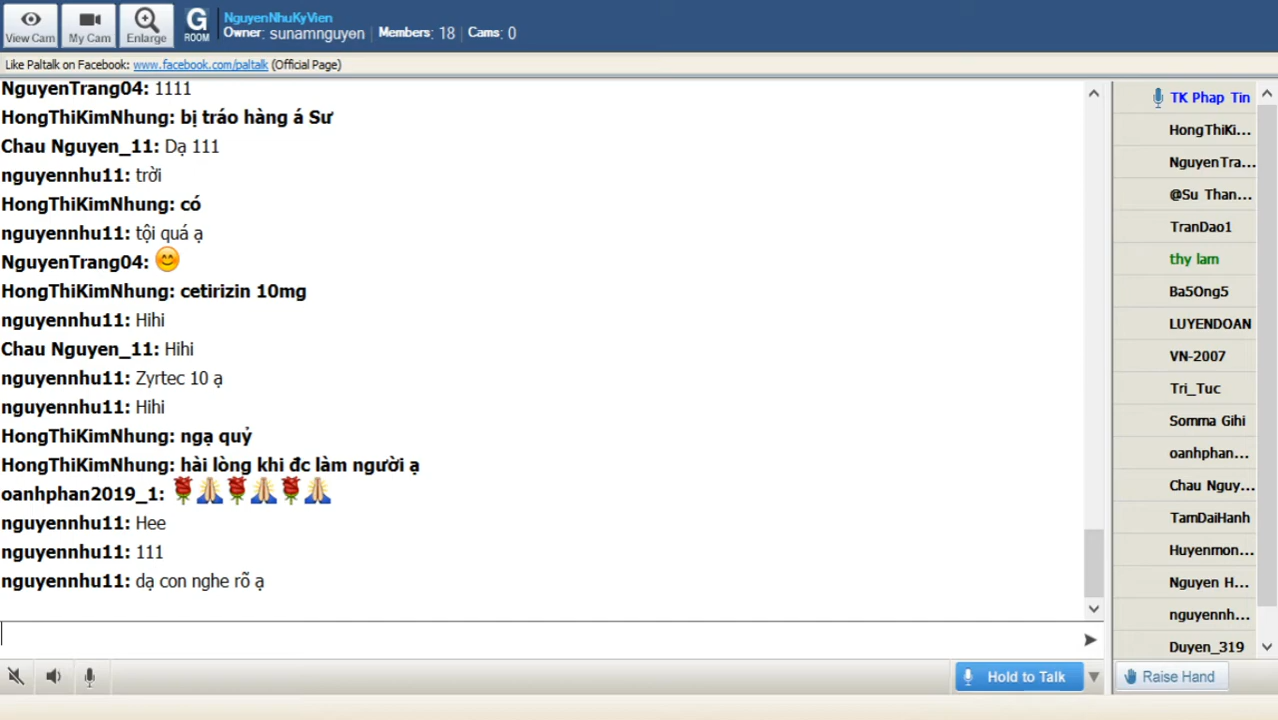 View Cam
My Cam
Enlarge
G
ROOM
NguyenNhuKyVien
Owner: sunamnguyen | Members: 18 | Cams: 0
Like Paltalk on Facebook: www.facebook.com/paltalk (Official Page)
NguyenTrang04: 1111
HongThiKimNhung: bị tráo hàng á Sư
Chau Nguyen_11: Dạ 111
nguyennhu11: trời
HongThiKimNhung: có
nguyennhu11: tội quá ạ
NguyenTrang04: 😊
HongThiKimNhung: cetirizin 10mg
nguyennhu11: Hihi
Chau Nguyen_11: Hihi
nguyennhu11: Zyrtec 10 ạ
nguyennhu11: Hihi
HongThiKimNhung: ngạ quỷ
HongThiKimNhung: hài lòng khi đc làm người ạ
oanhphan2019_1: 🌹🙏🌹🙏🌹🙏
nguyennhu11: Hee
nguyennhu11: 111
nguyennhu11: dạ con nghe rõ ạ
Hold to Talk
TK Phap Tin
HongThiKi...
NguyenTra...
@Su Than...
TranDao1
thy lam
Ba5Ong5
LUYENDOAN
VN-2007
Tri_Tuc
Somma Gihi
oanhphan...
Chau Nguy...
TamDaiHanh
Huyenmon...
Nguyen H...
nguyennh...
Duyen_319
Raise Hand